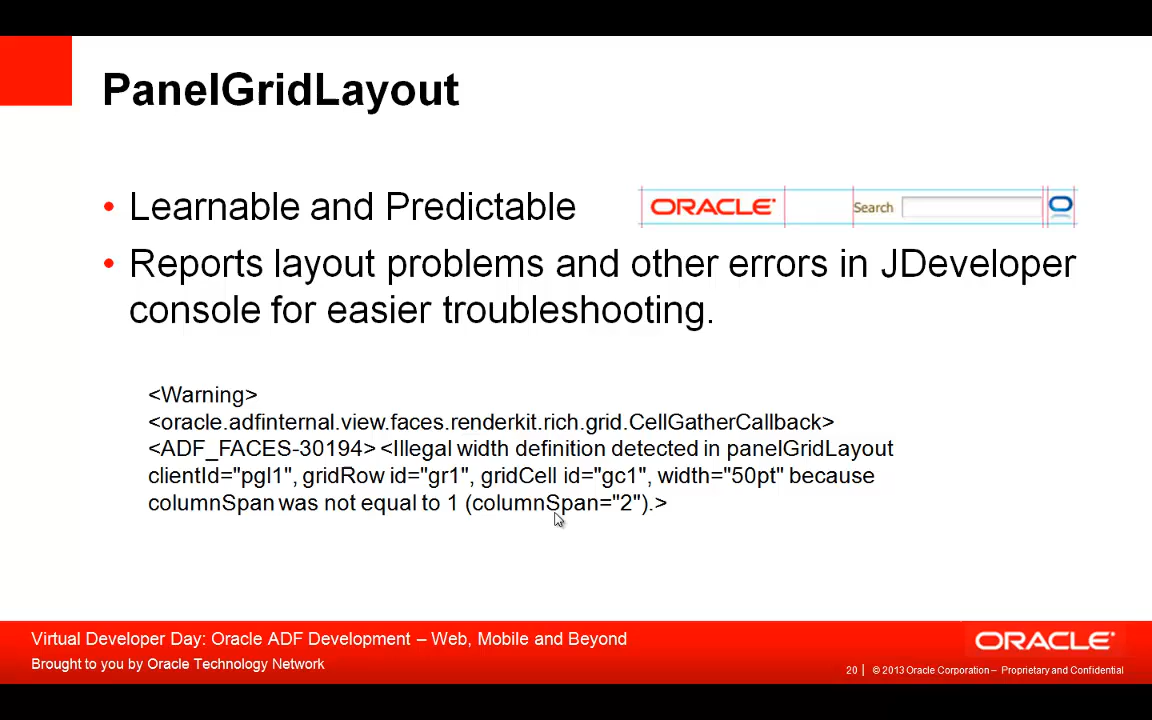 PanelGridLayout
• Learnable and Predictable
ORACLE
Search
• Reports layout problems and other errors in JDeveloper
console for easier troubleshooting.
<Warning>
<oracle.adfinternal.view.faces.renderkit.rich.grid.CellGatherCallback>
<ADF_FACES-30194> <Illegal width definition detected in panelGridLayout
clientId="pgl1", gridRow id="gr1", gridCell id="gc1", width="50pt" because
columnSpan was not equal to 1 (columnSpan="2").>
Virtual Developer Day: Oracle ADF Development – Web, Mobile and Beyond
Brought to you by Oracle Technology Network
ORACLE
20 | © 2013 Oracle Corporation – Proprietary and Confidential